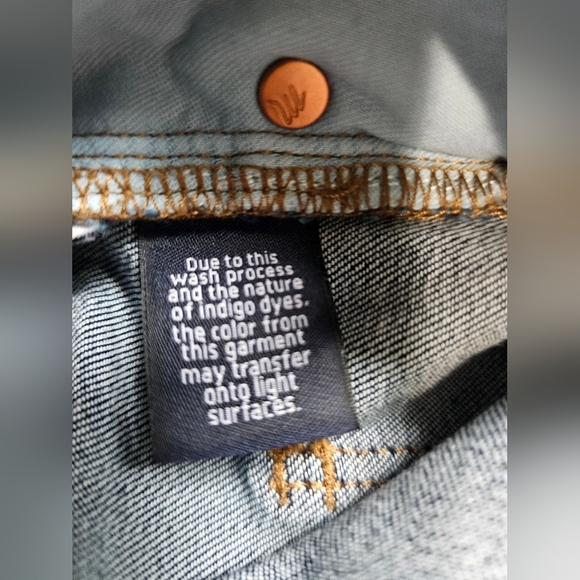 Due to this
wash process
and the nature
of indigo dyes,
the color from
this garment
may transfer
onto light
surfaces.